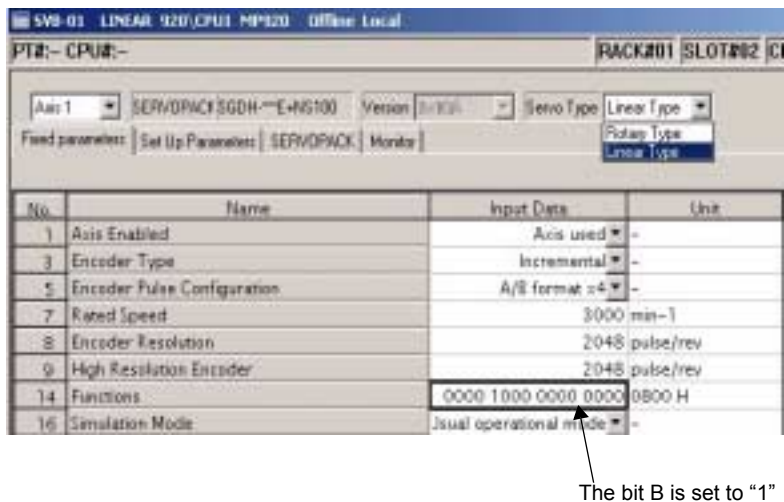 SVB-01 LINEAR 920\CPU1 MP920 Offline Local
PT#:- CPU#:-
RACK#01 SLOT#02
Axis 1 SERVOPACK SGDH-***E+NS100 Version Servo Type Linear Type
Rotary Type
Linear Type
Fixed parameters Set Up Parameters SERVOPACK Monitor
No. Name Input Data Unit
1 Axis Enabled Axis used -
3 Encoder Type Incremental -
5 Encoder Pulse Configuration A/B format x4 -
7 Rated Speed 3000 min-1
8 Encoder Resolution 2048 pulse/rev
9 High Resolution Encoder 2048 pulse/rev
14 Functions 0000 1000 0000 0000 0800 H
16 Simulation Mode Usual operational mode -
The bit B is set to “1”